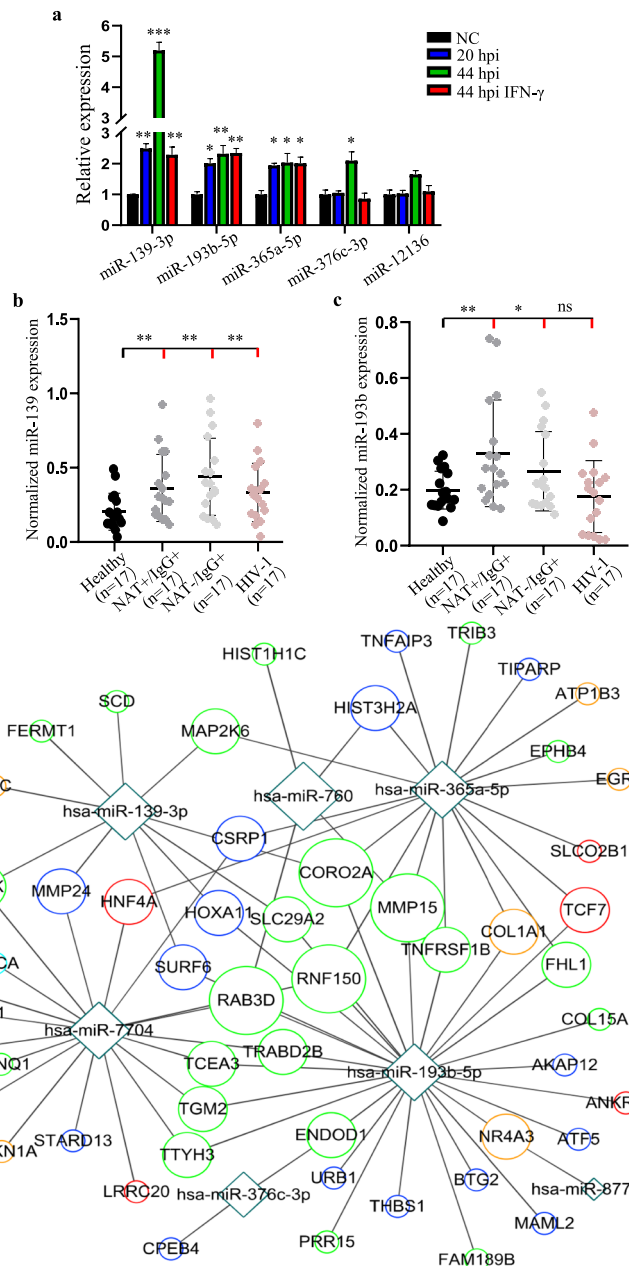 a
Relative expression
6
5
4
3
3
2
1
0
***
**
**
*
**
**
*
*
*
*
NC
20 hpi
44 hpi
44 hpi IFN-γ
miR-139-3p
miR-193b-5p
miR-365a-5p
miR-376c-3p
miR-12136
b
Normalized miR-139 expression
1.5
1.0
0.5
0.0
**
**
**
Healthy (n=17)
NAT+/IgG+ (n=17)
NAT-/IgG+ (n=17)
HIV-1 (n=17)
c
Normalized miR-193b expression
0.8
0.6
0.4
0.2
0.0
**
*
ns
Healthy (n=17)
NAT+/IgG+ (n=17)
NAT-/IgG+ (n=17)
HIV-1 (n=17)
TNFAIP3
TRIB3
HIST1H1C
TIPARP
SCD
HIST3H2A
ATP1B3
FERMT1
MAP2K6
EPHB4
C
EGR
hsa-miR-139-3p
hsa-miR-760
hsa-miR-365a-5p
CSRP1
SLCO2B1
CORO2A
MMP24
HNF4A
HOXA11
MMP15
TCF7
SLC29A2
COL1A1
TNFRSF1B
SURF6
FHL1
CA
RNF150
RAB3D
1
hsa-miR-7704
COL15A
TRABD2B
NQ1
TCEA3
hsa-miR-193b-5p
AKAP12
ANKR
TGM2
STARD13
ENDOD1
NR4A3
ATF5
KN1A
TTYH3
LRRC20
hsa-miR-376c-3p
URB1
BTG2
hsa-miR-877
THBS1
MAML2
CPEB4
PRR15
FAM189B